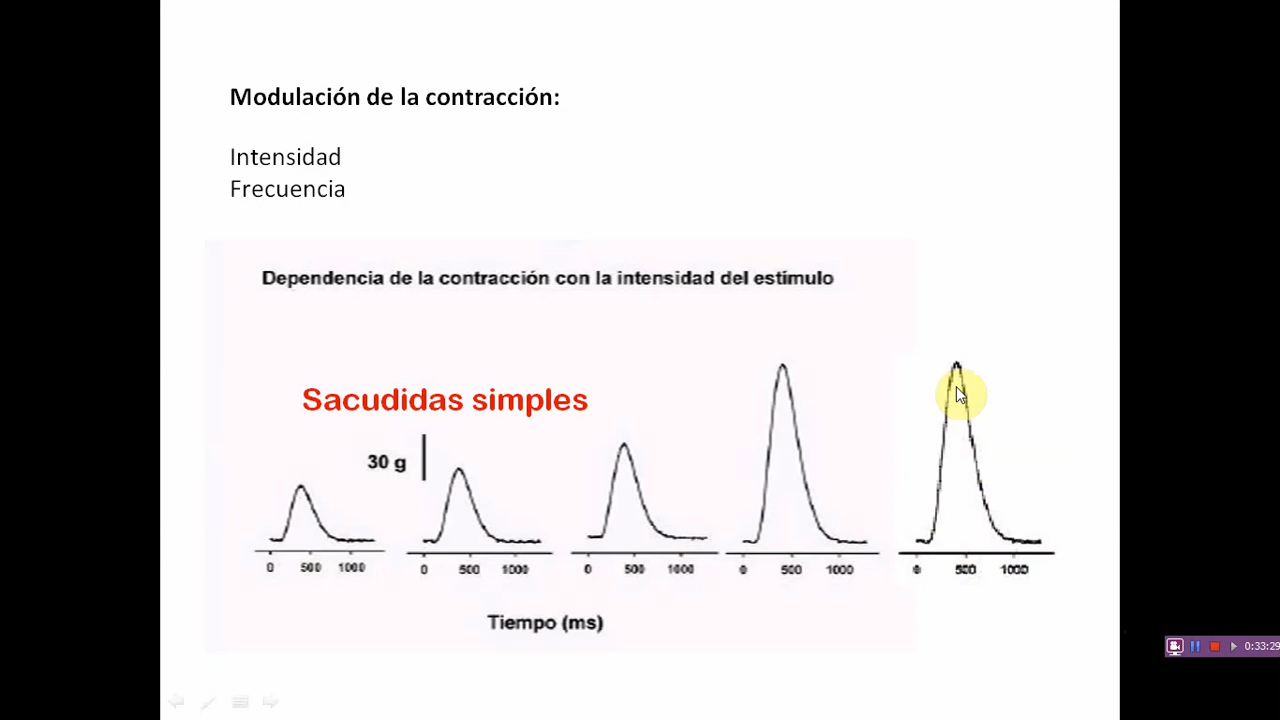 Modulación de la contracción:
Intensidad
Frecuencia
Dependencia de la contracción con la intensidad del estímulo
Sacudidas simples
30 g
0 500 1000
0 500 1000
0 500 1000
0 500 1000
0 500 1000
Tiempo (ms)
0:33:29